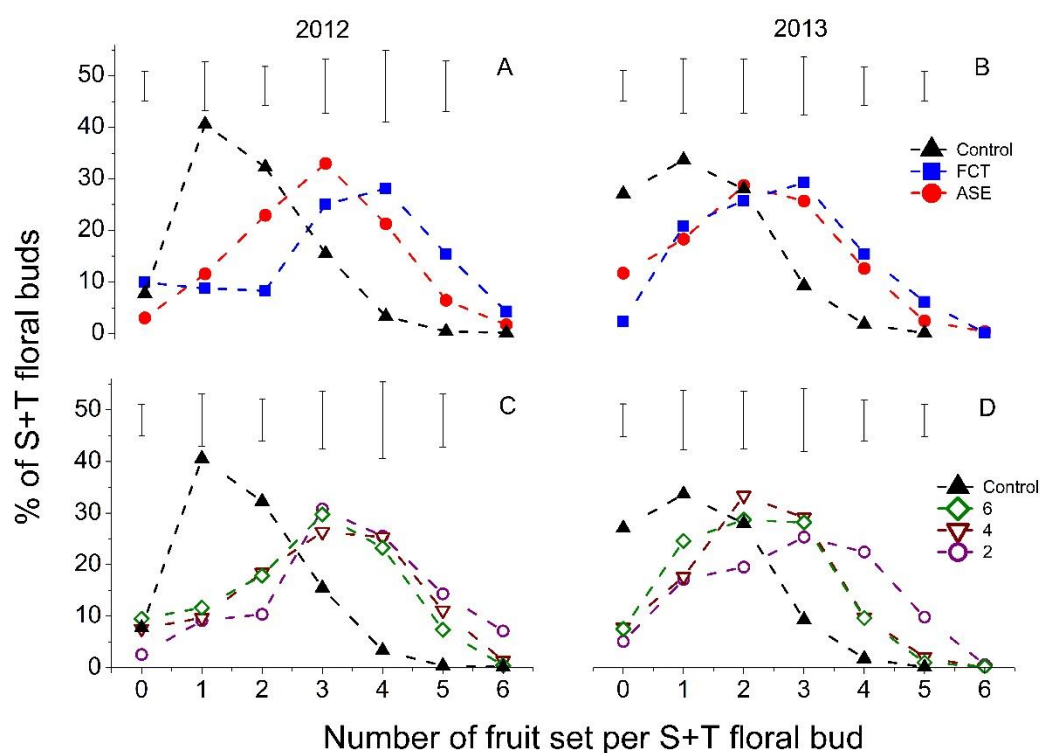 2012
2013
% of S+T floral buds
50
40
30
20
10
0
A
B
Control
FCT
ASE
50
40
30
20
10
0
C
D
Control
6
4
2
0 1 2 3 4 5 6
0 1 2 3 4 5 6
Number of fruit set per S+T floral bud